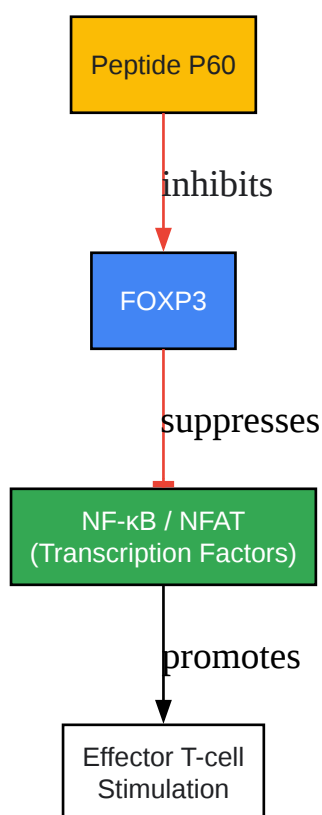 Peptide P60
inhibits
FOXP3
suppresses
NF-κB / NFAT
(Transcription Factors)
promotes
Effector T-cell
Stimulation